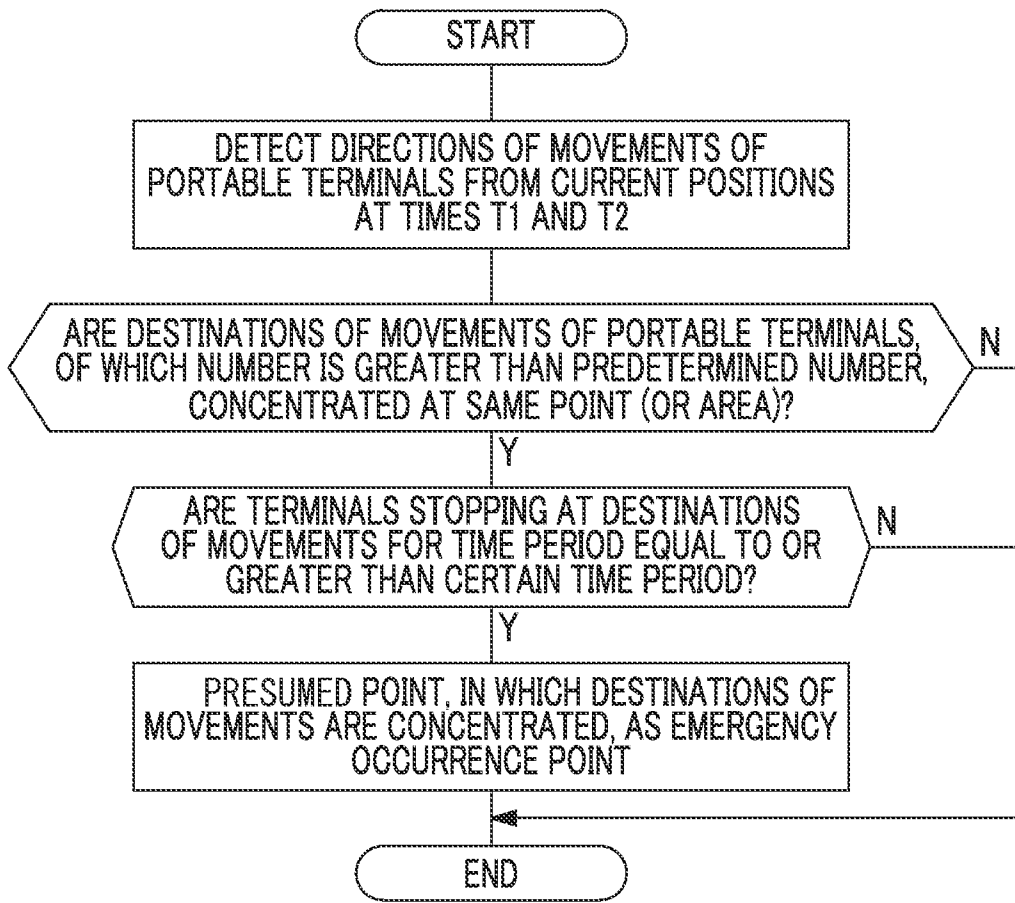 START
DETECT DIRECTIONS OF MOVEMENTS OF
PORTABLE TERMINALS FROM CURRENT POSITIONS
AT TIMES T1 AND T2
ARE DESTINATIONS OF MOVEMENTS OF PORTABLE TERMINALS,
OF WHICH NUMBER IS GREATER THAN PREDETERMINED NUMBER,
CONCENTRATED AT SAME POINT (OR AREA)?
N
Y
ARE TERMINALS STOPPING AT DESTINATIONS
OF MOVEMENTS FOR TIME PERIOD EQUAL TO OR
GREATER THAN CERTAIN TIME PERIOD?
N
Y
PRESUMED POINT, IN WHICH DESTINATIONS OF
MOVEMENTS ARE CONCENTRATED, AS EMERGENCY
OCCURRENCE POINT
END